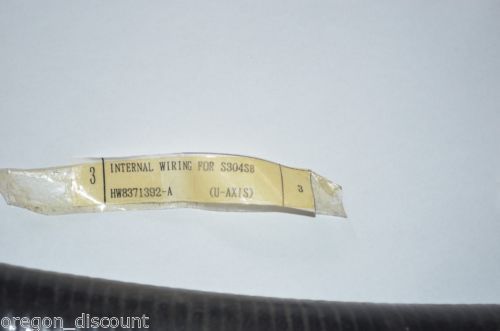 3 INTERNAL WIRING FOR S304S8
HW8371392-A (U-AXIS) 3
oregon_discount